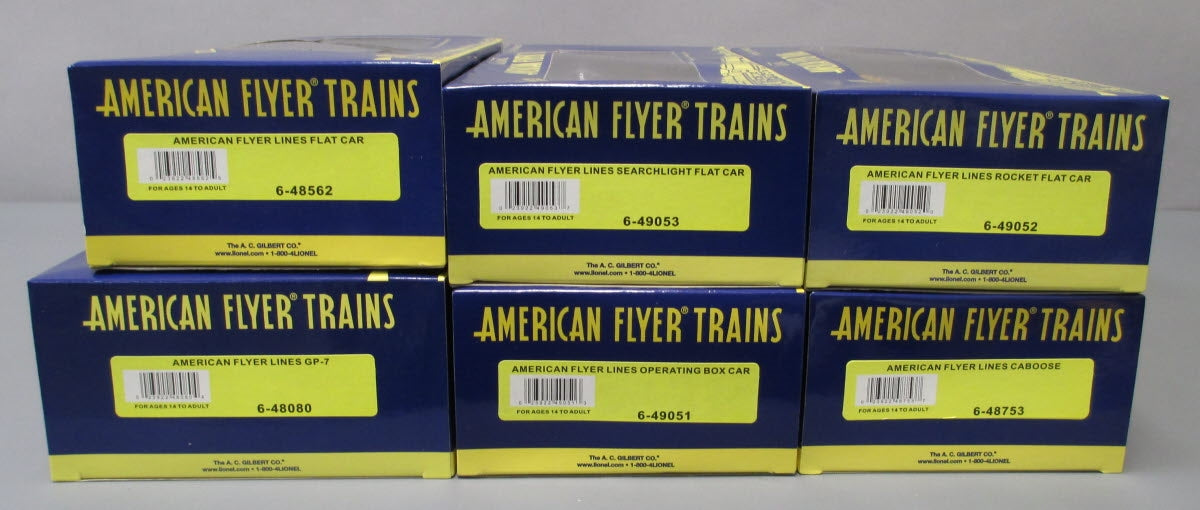 AMERICAN FLYER® TRAINS
AMERICAN FLYER LINES FLAT CAR
FOR AGES 14 TO ADULT
6-48562
The A. C. GILBERT CO.®
www.lionel.com • 1-800-4LIONEL
AMERICAN FLYER® TRAINS
AMERICAN FLYER LINES SEARCHLIGHT FLAT CAR
FOR AGES 14 TO ADULT
6-49053
The A. C. GILBERT CO.®
www.lionel.com • 1-800-4LIONEL
AMERICAN FLYER® TRAINS
AMERICAN FLYER LINES ROCKET FLAT CAR
FOR AGES 14 TO ADULT
6-49052
The A. C. GILBERT CO.®
www.lionel.com • 1-800-4LIONEL
AMERICAN FLYER® TRAINS
AMERICAN FLYER LINES GP-7
FOR AGES 14 TO ADULT
6-48080
The A. C. GILBERT CO.®
www.lionel.com • 1-800-4LIONEL
AMERICAN FLYER® TRAINS
AMERICAN FLYER LINES OPERATING BOX CAR
FOR AGES 14 TO ADULT
6-49051
The A. C. GILBERT CO.®
www.lionel.com • 1-800-4LIONEL
AMERICAN FLYER® TRAINS
AMERICAN FLYER LINES CABOOSE
FOR AGES 14 TO ADULT
6-48753
The A. C. GILBERT CO.®
www.lionel.com • 1-800-4LIONEL